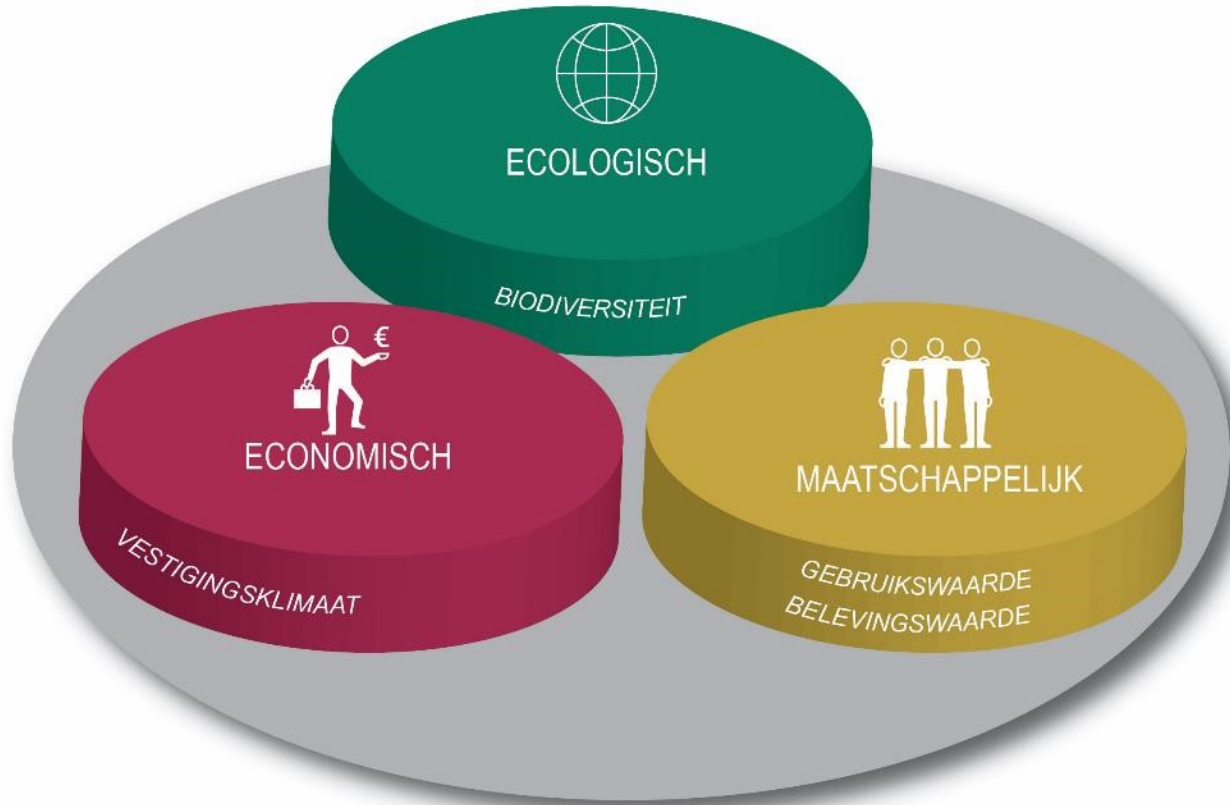 ECOLOGISCH
BIODIVERSITEIT
€
ECONOMISCH
VESTIGINGSKLIMAAT
MAATSCHAPPELIJK
GEBRUIKSWAARDE
BELEVINGSWAARDE